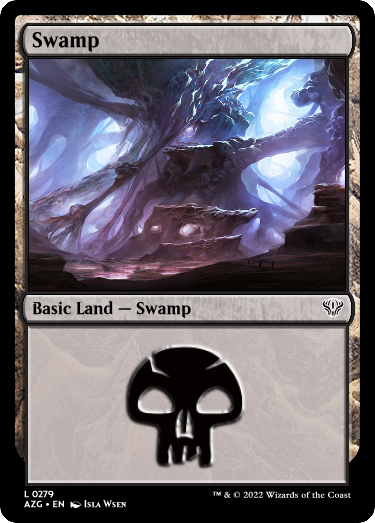 Swamp
Basic Land — Swamp
L 0279
AZG • EN Isla Wsen
™ & © 2022 Wizards of the Coast